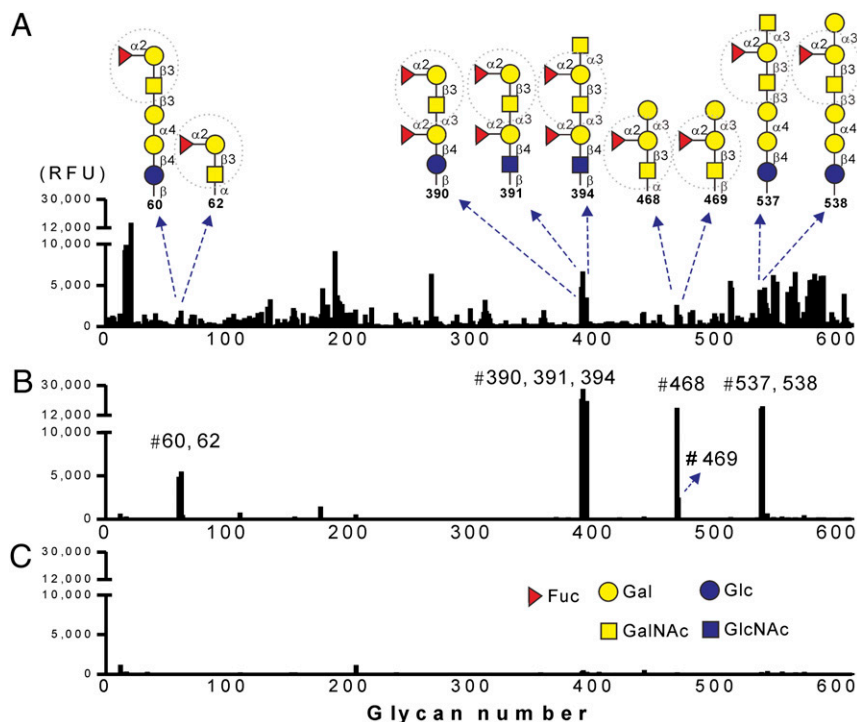 A
(RFU)
30,000
12,000
10,000
5,000
0
α2
β3
β3
α4
β4
β
60
α2
β3
α
62
α2
β3
α2
α3
β4
β
390
α2
β3
α2
α3
β4
β
391
α3
α2
β3
α2
α3
β4
β
394
α3
α2
β3
α
468
α3
α2
β3
β
469
α3
α2
β3
β3
α4
β4
β
537
α3
α2
β3
β3
α4
β4
β
538
0 100 200 300 400 500 600
B
30,000
12,000
10,000
5,000
0
#60, 62
#390, 391, 394
#468
# 469
#537, 538
0 100 200 300 400 500 600
C
30,000
12,000
10,000
5,000
0
Fuc Gal Glc
GalNAc GlcNAc
0 100 200 300 400 500 600
Glycan number